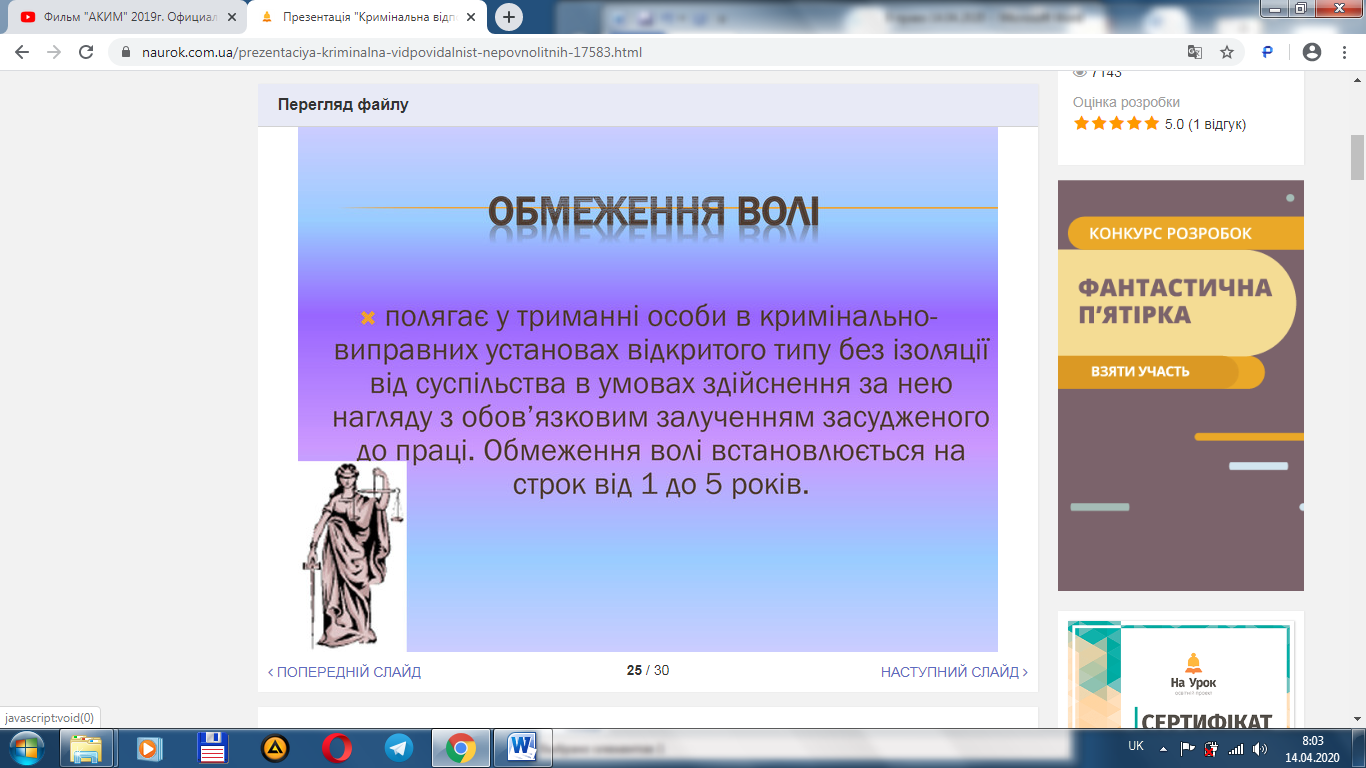 Фильм "АКИМ" 2019г. Официал
Презентація "Кримінальна відп
naurok.com.ua/prezentaciya-kriminalna-vidpovidalnist-nepovnolitnih-17583.html
7143
Перегляд файлу
Оцінка розробки
5.0 (1 відгук)
ОБМЕЖЕННЯ ВОЛІ
полягає у триманні особи в кримінально-
виправних установах відкритого типу без ізоляції
від суспільства в умовах здійснення за нею
нагляду з обов’язковим залученням засудженого
до праці. Обмеження волі встановлюється на
строк від 1 до 5 років.
КОНКУРС РОЗРОБОК
ФАНТАСТИЧНА
П’ЯТІРКА
ВЗЯТИ УЧАСТЬ
‹ ПОПЕРЕДНІЙ СЛАЙД
25 / 30
НАСТУПНИЙ СЛАЙД ›
На Урок
СЕРТИФІКАТ
javascript:void(0)
UK
8:03
14.04.2020